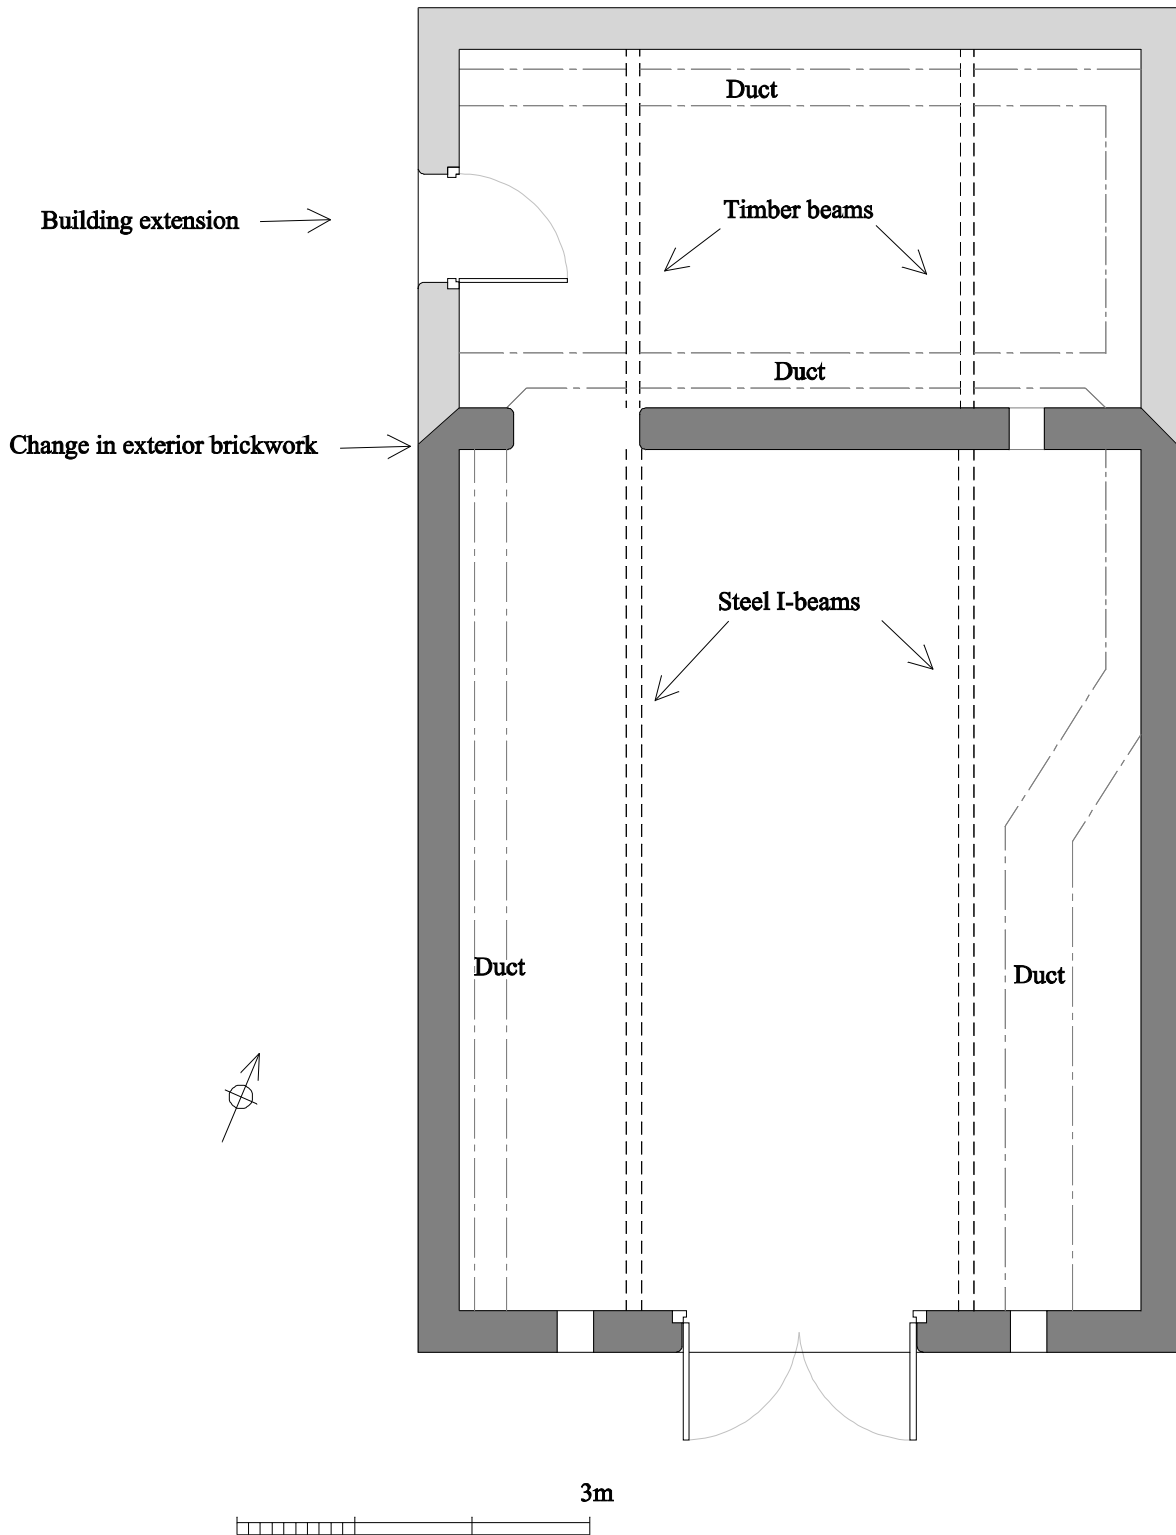 Duct
Building extension
Timber beams
Duct
Change in exterior brickwork
Steel I-beams
Duct
Duct
3m